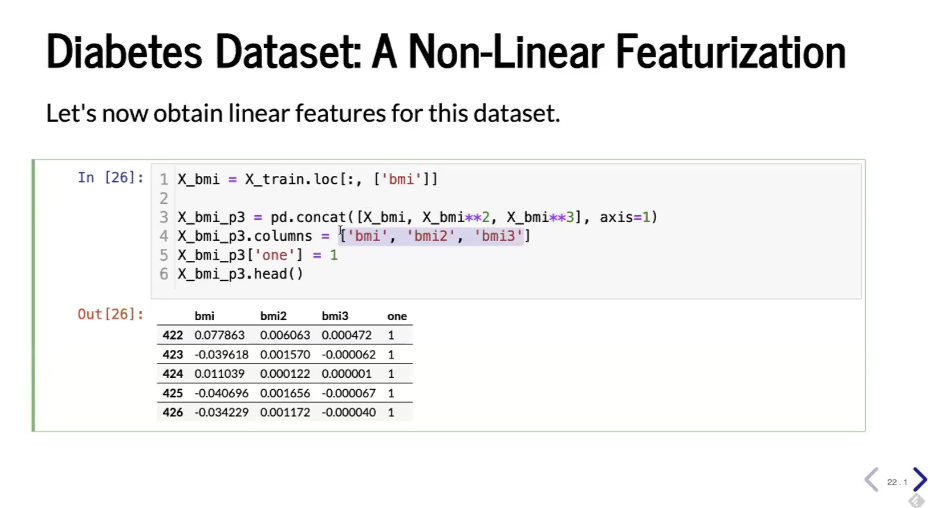 Diabetes Dataset: A Non-Linear Featurization
Let's now obtain linear features for this dataset.
In [26]:
1 X_bmi = X_train.loc[:, ['bmi']]
2
3 X_bmi_p3 = pd.concat([X_bmi, X_bmi**2, X_bmi**3], axis=1)
4 X_bmi_p3.columns = ['bmi', 'bmi2', 'bmi3']
5 X_bmi_p3['one'] = 1
6 X_bmi_p3.head()
Out[26]:
bmi bmi2 bmi3 one
422 0.077863 0.006063 0.000472 1
423 -0.039618 0.001570 -0.000062 1
424 0.011039 0.000122 0.000001 1
425 -0.040696 0.001656 -0.000067 1
426 -0.034229 0.001172 -0.000040 1
22 . 1